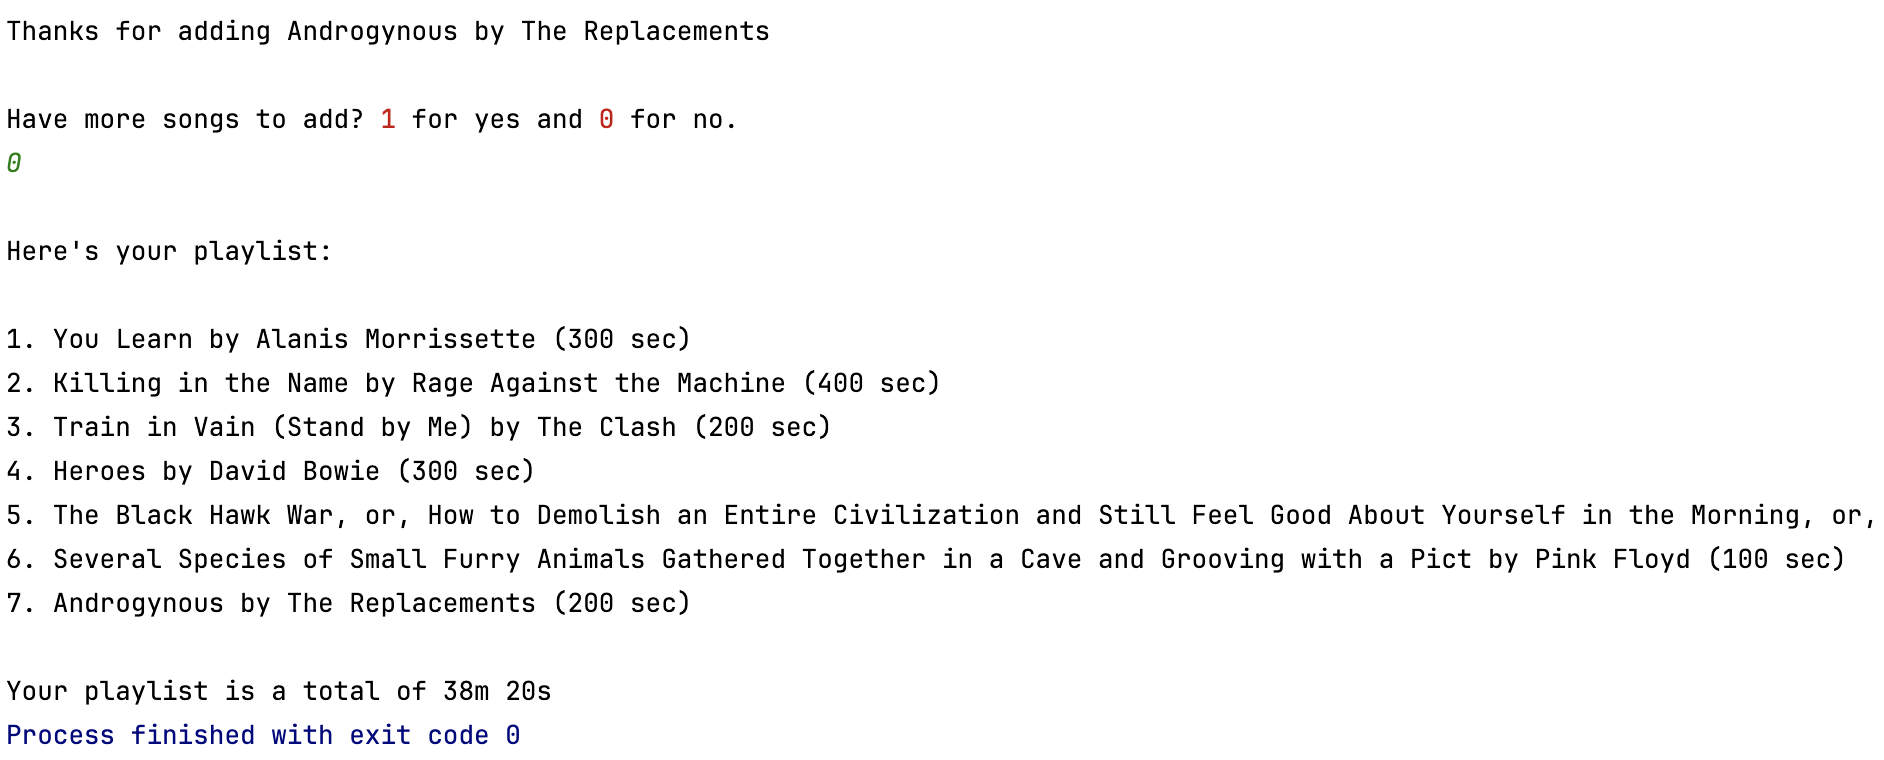 Thanks for adding Androgynous by The Replacements
Have more songs to add? 1 for yes and 0 for no.
0
Here's your playlist:
1. You Learn by Alanis Morrissette (300 sec)
2. Killing in the Name by Rage Against the Machine (400 sec)
3. Train in Vain (Stand by Me) by The Clash (200 sec)
4. Heroes by David Bowie (300 sec)
5. The Black Hawk War, or, How to Demolish an Entire Civilization and Still Feel Good About Yourself in the Morning, or,
6. Several Species of Small Furry Animals Gathered Together in a Cave and Grooving with a Pict by Pink Floyd (100 sec)
7. Androgynous by The Replacements (200 sec)
Your playlist is a total of 38m 20s
Process finished with exit code 0